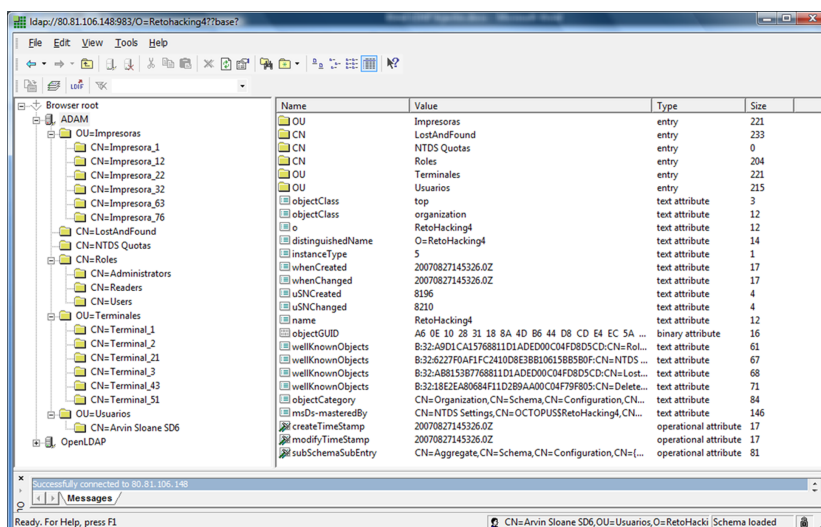 ldap://80.81.106.148:983/O=Retohacking4??base?
File Edit View Tools Help
LDIF
Browser root
ADAM
OU=Impresoras
CN=Impresora_1
CN=Impresora_12
CN=Impresora_22
CN=Impresora_32
CN=Impresora_63
CN=Impresora_76
CN=LostAndFound
CN=NTDS Quotas
CN=Roles
CN=Administrators
CN=Readers
CN=Users
OU=Terminales
CN=Terminal_1
CN=Terminal_2
CN=Terminal_21
CN=Terminal_3
CN=Terminal_43
CN=Terminal_51
OU=Usuarios
CN=Arvin Sloane SD6
OpenLDAP
Name Value Type Size
OU Impresoras entry 221
CN LostAndFound entry 233
CN NTDS Quotas entry 0
CN Roles entry 204
OU Terminales entry 221
OU Usuarios entry 215
objectClass top text attribute 3
objectClass organization text attribute 12
o RetoHacking4 text attribute 12
distinguishedName O=RetoHacking4 text attribute 14
instanceType 5 text attribute 1
whenCreated 20070827145326.0Z text attribute 17
whenChanged 20070827145326.0Z text attribute 17
uSNCreated 8196 text attribute 4
uSNChanged 8210 text attribute 4
name RetoHacking4 text attribute 12
objectGUID A6 0E 10 28 31 18 8A 4D B6 44 D8 CD E4 EC 5A ... binary attribute 16
wellKnownObjects B:32:A9D1CA15768811D1ADED00C04FD8D5CD:CN=Rol... text attribute 61
wellKnownObjects B:32:6227F0AF1FC2410D8E3BB10615BB5B0F:CN=NTDS ... text attribute 67
wellKnownObjects B:32:AB8153B7768811D1ADED00C04FD8D5CD:CN=Lost... text attribute 68
wellKnownObjects B:32:18E2EA80684F11D2B9AA00C04F79F805:CN=Delete... text attribute 71
objectCategory CN=Organization,CN=Schema,CN=Configuration,CN... text attribute 84
msDs-masteredBy CN=NTDS Settings,CN=OCTOPUS$RetoHacking4,CN... text attribute 146
createTimeStamp 20070827145326.0Z operational attribute 17
modifyTimeStamp 20070827145326.0Z operational attribute 17
subSchemaSubEntry CN=Aggregate,CN=Schema,CN=Configuration,CN={... operational attribute 81
Successfully connected to 80.81.106.148
Messages
Ready. For Help, press F1
CN=Arvin Sloane SD6,OU=Usuarios,O=RetoHacki Schema loaded